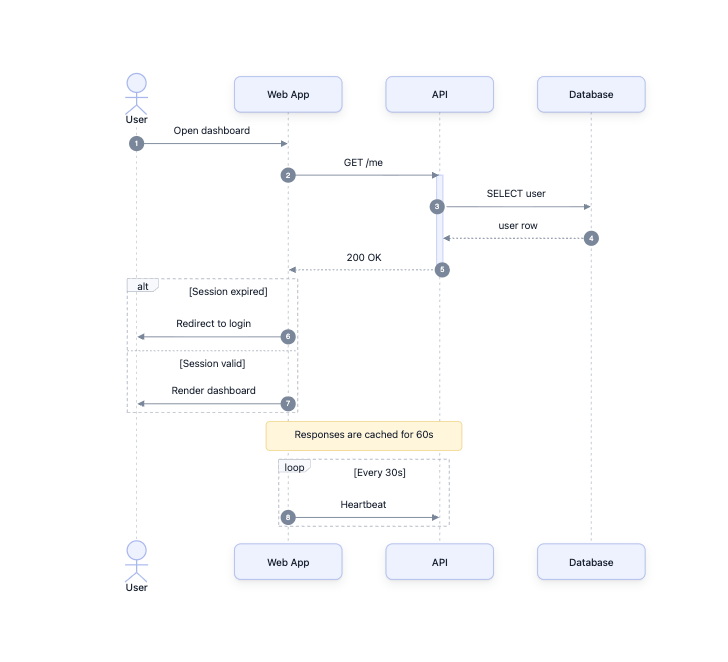 User
Web App
API
Database
Open dashboard
1
GET /me
2
SELECT user
3
user row
4
200 OK
5
alt
[Session expired]
Redirect to login
6
[Session valid]
Render dashboard
7
Responses are cached for 60s
loop
[Every 30s]
Heartbeat
8
User
Web App
API
Database